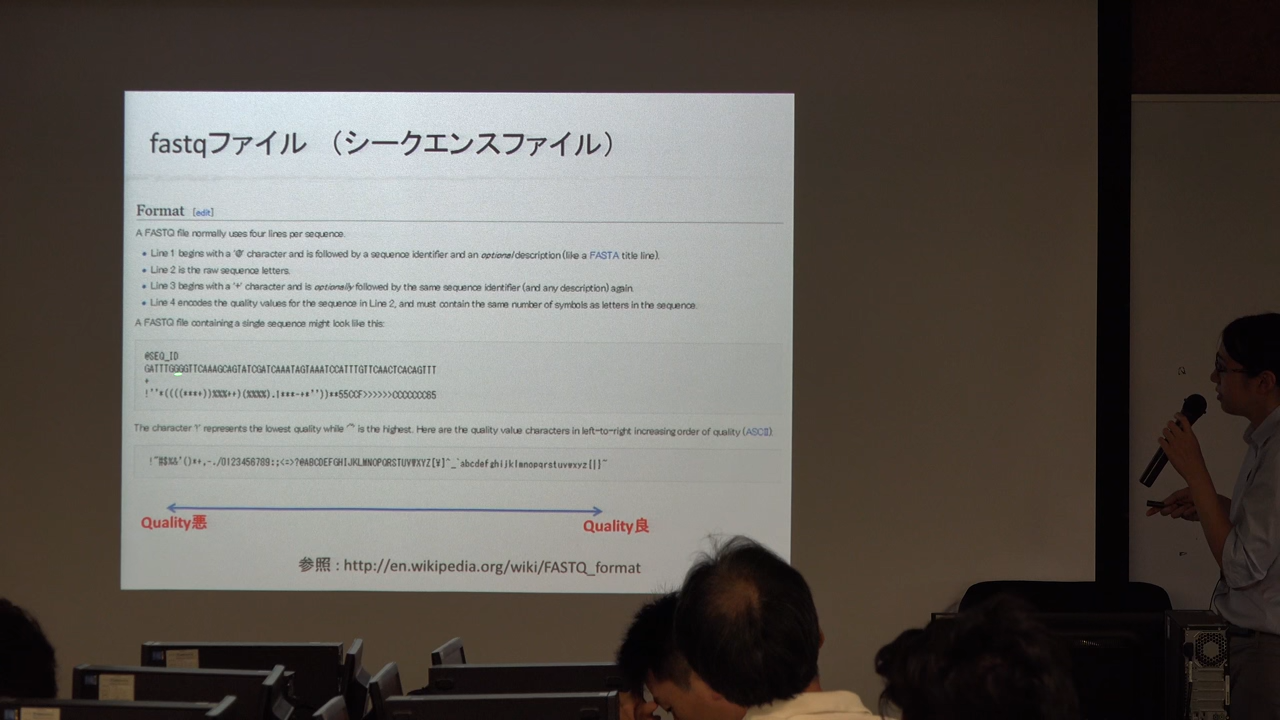 fastqファイル （シークエンスファイル）
Format [edit]
A FASTQ file normally uses four lines per sequence.
• Line 1 begins with a '@' character and is followed by a sequence identifier and an optional description (like a FASTA title line).
• Line 2 is the raw sequence letters.
• Line 3 begins with a '+' character and is optionally followed by the same sequence identifier (and any description) again.
• Line 4 encodes the quality values for the sequence in Line 2, and must contain the same number of symbols as letters in the sequence.
A FASTQ file containing a single sequence might look like this:
@SEQ_ID
GATTTGGGGTTCAAAGCAGTATCGATCAAATAGTAAATCCATTTGTTCAACTCACAGTTT
+
!''*((((***+))%%%++)(%%%%).1***-+*''))**55CCF>>>>>>CCCCCCC65
The character '!' represents the lowest quality while '~' is the highest. Here are the quality value characters in left-to-right increasing order of quality (ASCII):
!"#$%&'()*+,-./0123456789:;<=>?@ABCDEFGHIJKLMNOPQRSTUVWXYZ[¥]^_`abcdefghijklmnopqrstuvwxyz{|}~
Quality悪
Quality良
参照 : http://en.wikipedia.org/wiki/FASTQ_format